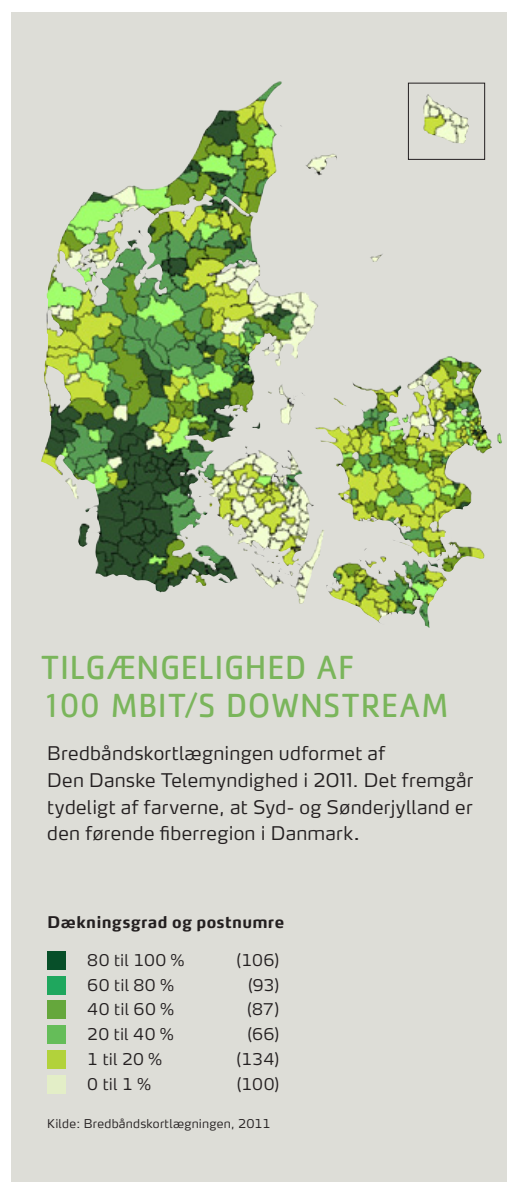 TILGÆNGELIGHED AF
100 MBIT/S DOWNSTREAM
Bredbåndskortlægningen udformet af
Den Danske Telemyndighed i 2011. Det fremgår
tydeligt af farverne, at Syd- og Sønderjylland er
den førende fiberregion i Danmark.
Dækningsgrad og postnumre
80 til 100 % (106)
60 til 80 % (93)
40 til 60 % (87)
20 til 40 % (66)
1 til 20 % (134)
0 til 1 % (100)
Kilde: Bredbåndskortlægningen, 2011